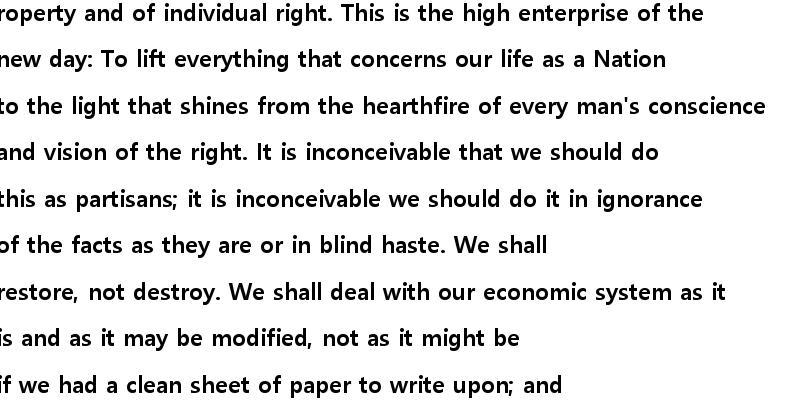 roperty and of individual right. This is the high enterprise of the
new day: To lift everything that concerns our life as a Nation
to the light that shines from the hearthfire of every man's conscience
and vision of the right. It is inconceivable that we should do
this as partisans; it is inconceivable we should do it in ignorance
of the facts as they are or in blind haste. We shall
restore, not destroy. We shall deal with our economic system as it
is and as it may be modified, not as it might be
if we had a clean sheet of paper to write upon; and